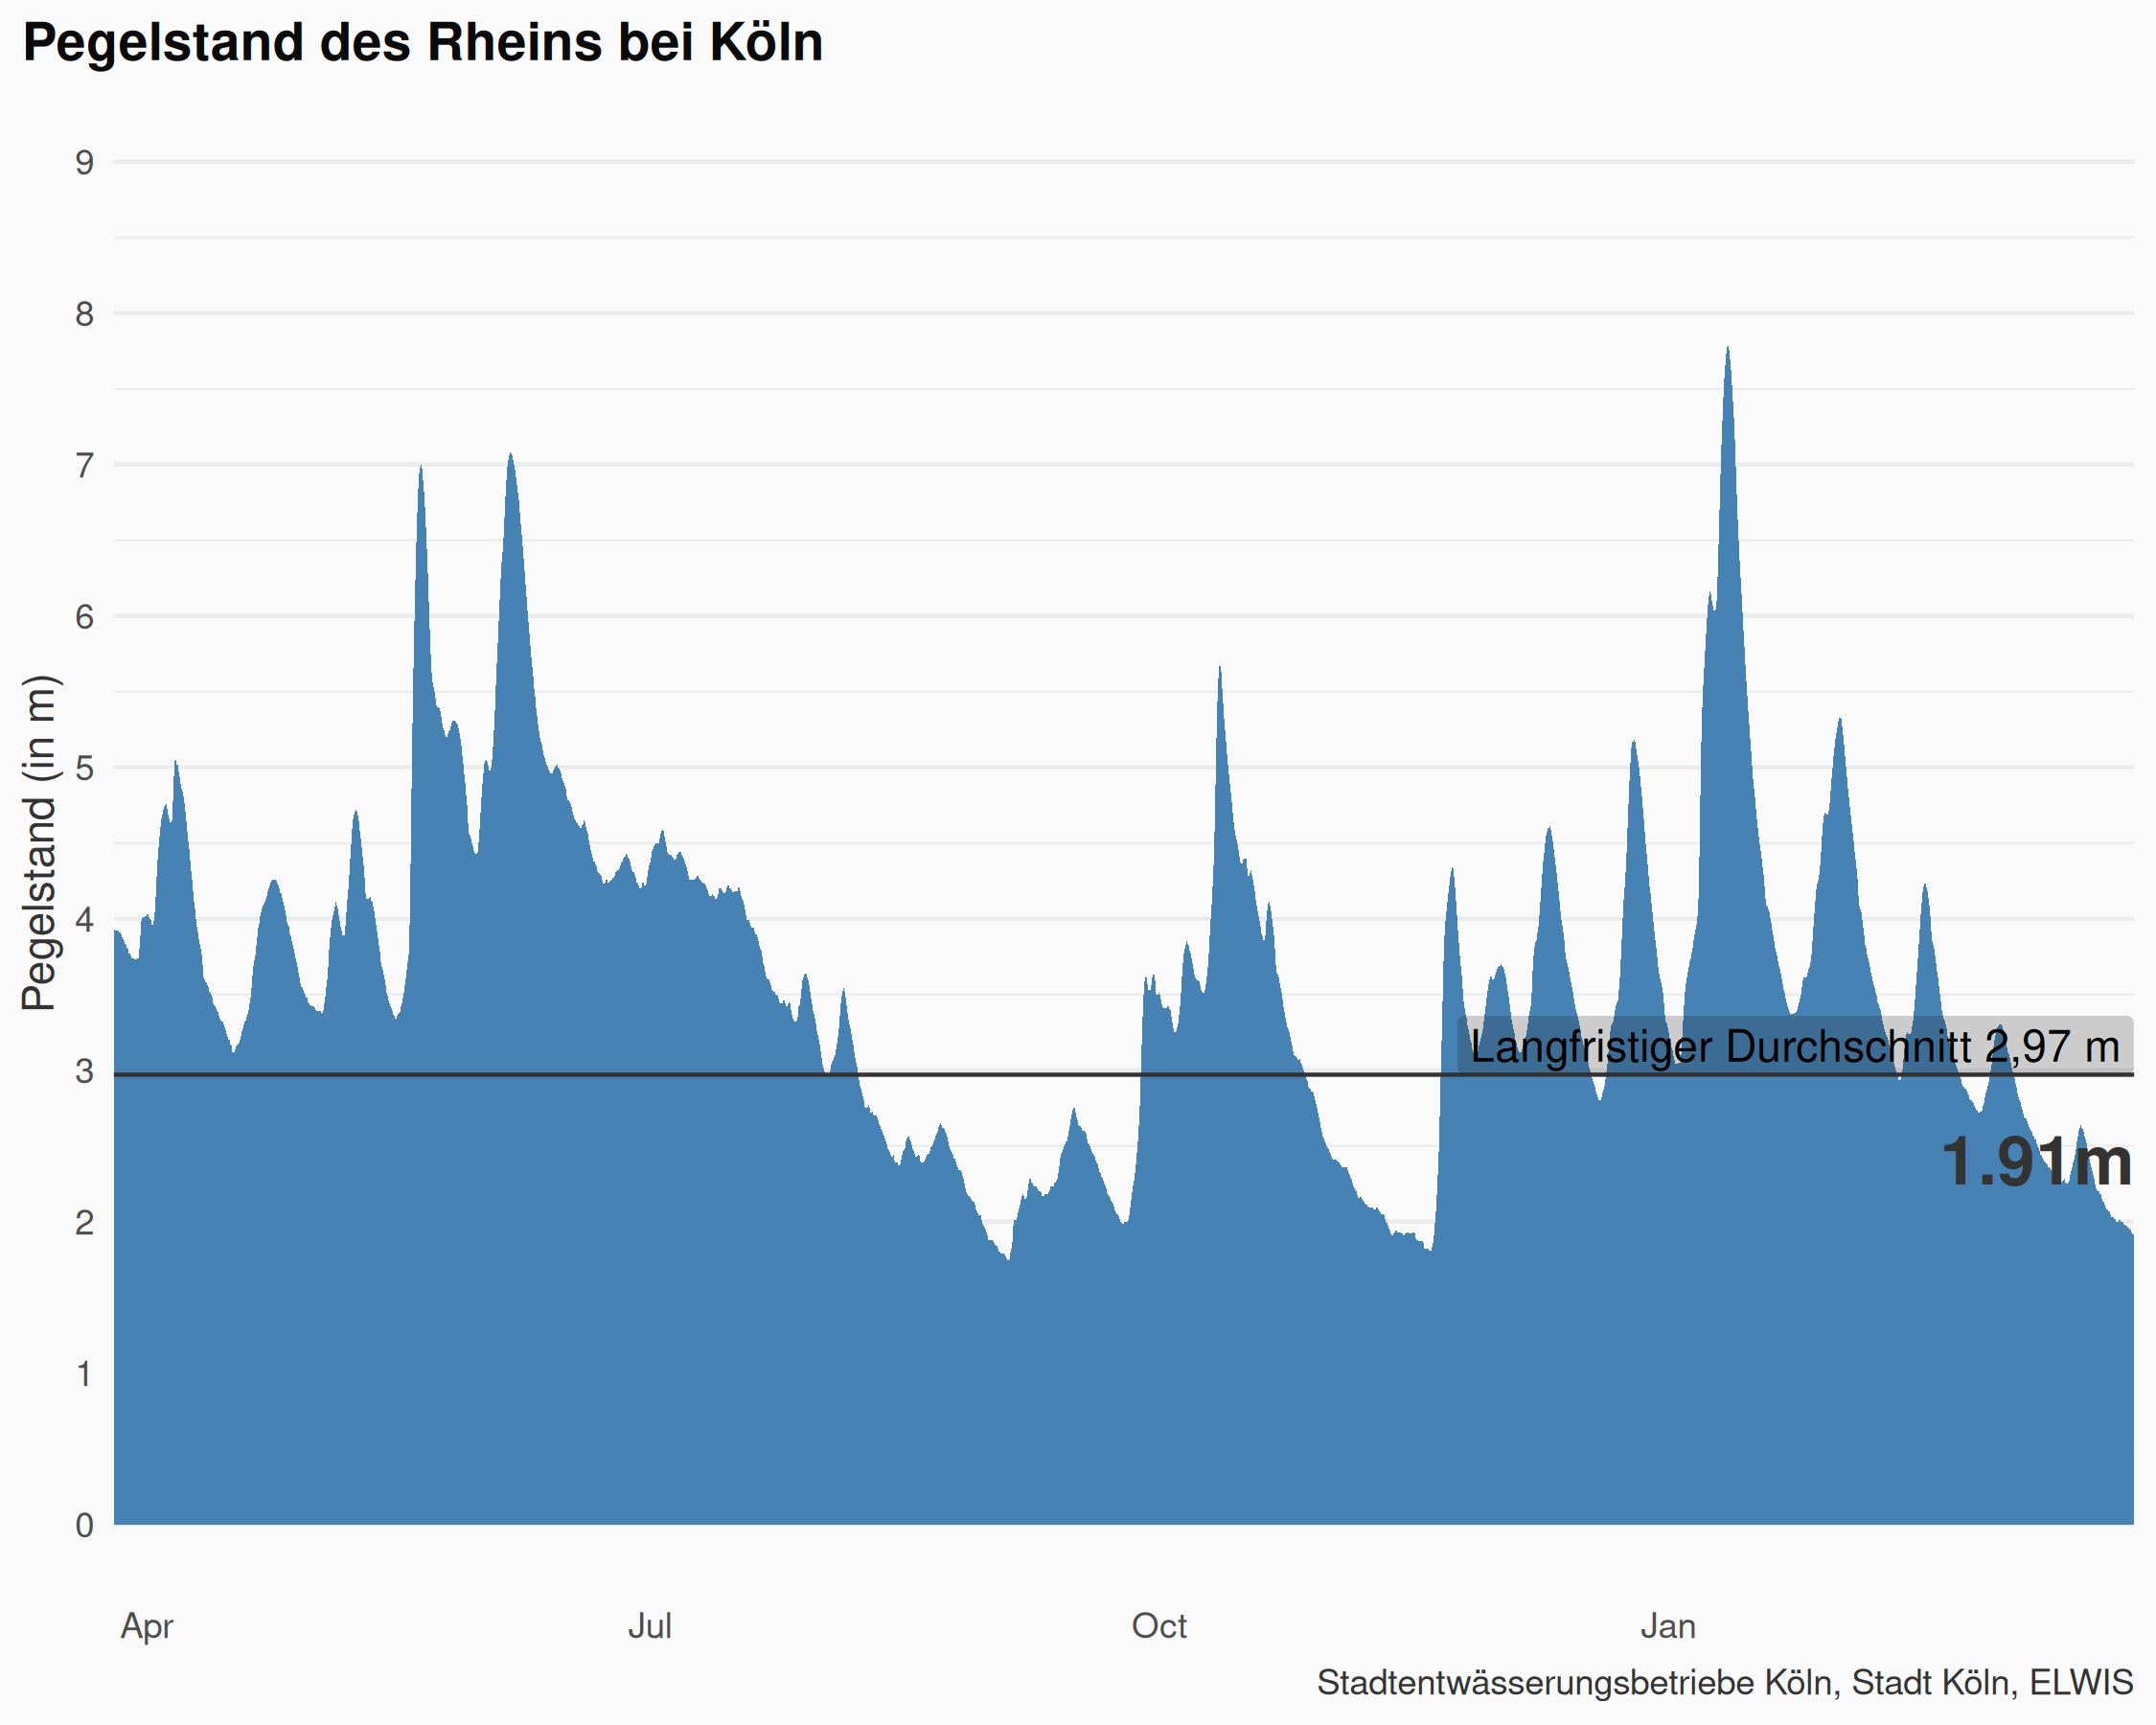 Pegelstand des Rheins bei Köln
Pegelstand (in m)
9
8
7
6
5
4
3
2
1
0
Langfristiger Durchschnitt 2,97 m
1.91m
Apr Jul Oct Jan
Stadtentwässerungsbetriebe Köln, Stadt Köln, ELWIS